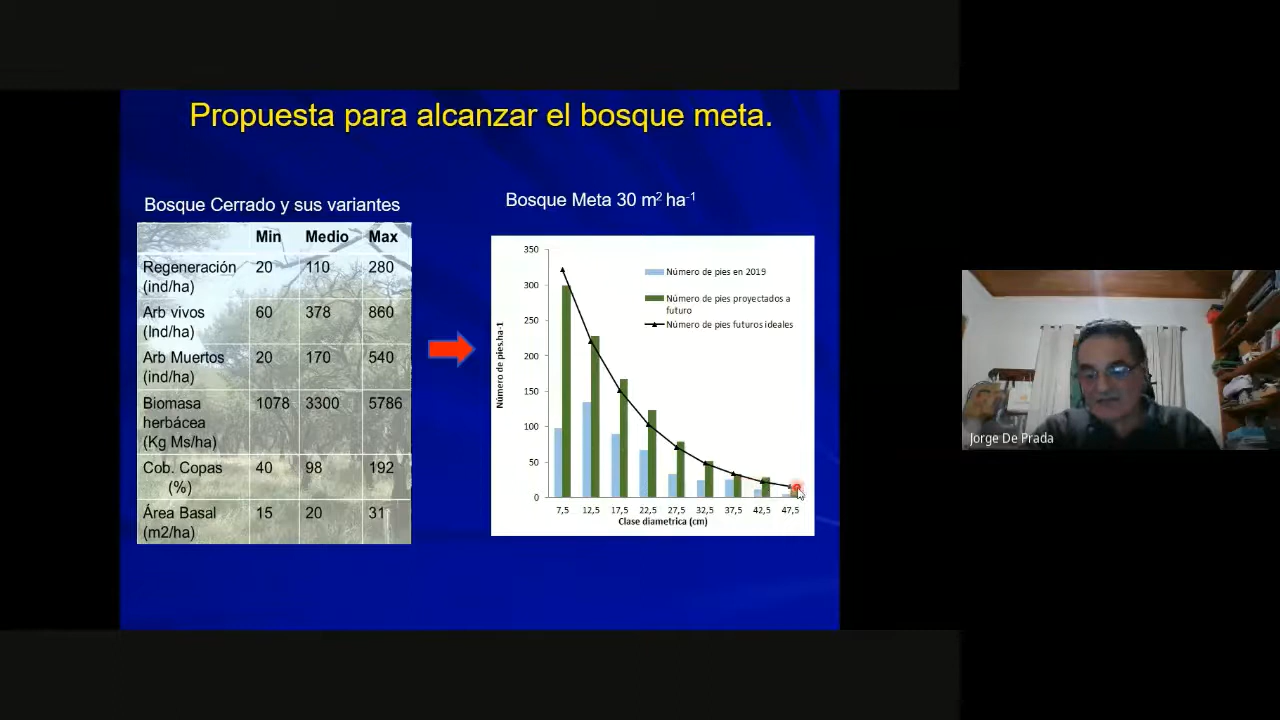 Propuesta para alcanzar el bosque meta.
Bosque Cerrado y sus variantes
Min Medio Max
Regeneración 20 110 280
(ind/ha)
Arb vivos 60 378 860
(Ind/ha)
Arb Muertos 20 170 540
(ind/ha)
Biomasa 1078 3300 5786
herbácea
(Kg Ms/ha)
Cob. Copas 40 98 192
(%)
Área Basal 15 20 31
(m2/ha)
Bosque Meta 30 m² ha⁻¹
350
300
250
200
150
100
50
0
Número de pies.ha-1
Número de pies en 2019
Número de pies proyectados a
futuro
Número de pies futuros ideales
7,5 12,5 17,5 22,5 27,5 32,5 37,5 42,5 47,5
Clase diametrica (cm)
Jorge De Prada